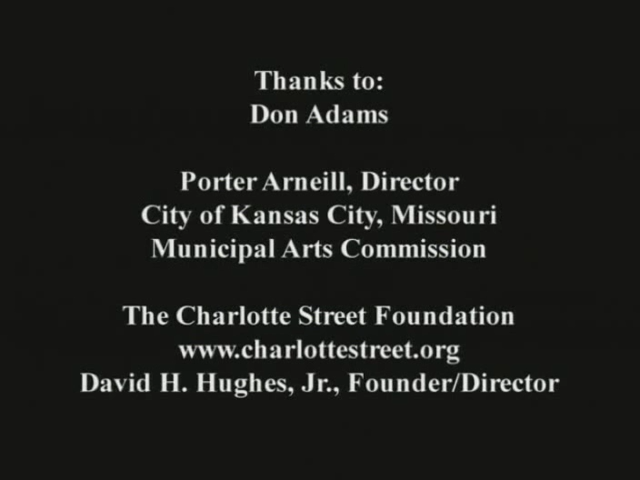 Thanks to:
Don Adams
Porter Arneill, Director
City of Kansas City, Missouri
Municipal Arts Commission
The Charlotte Street Foundation
www.charlottestreet.org
David H. Hughes, Jr., Founder/Director